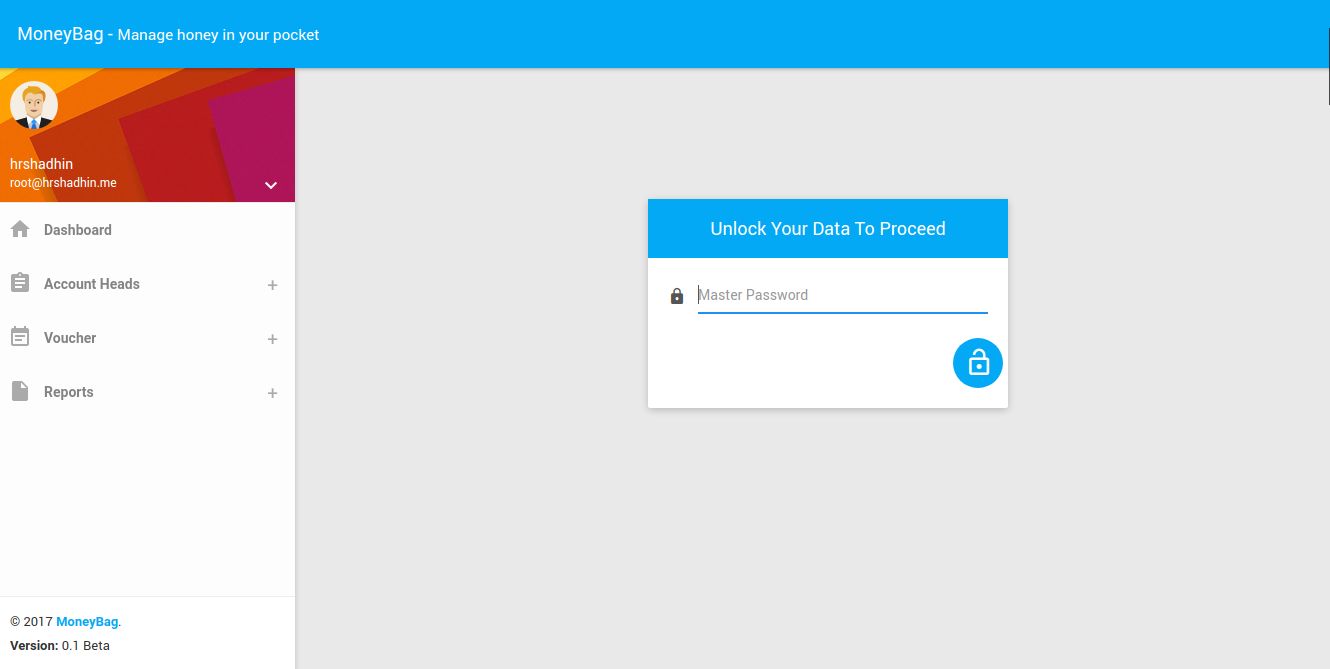 MoneyBag - Manage honey in your pocket
hrshadhin
root@hrshadhin.me
Dashboard
Account Heads +
Voucher +
Reports +
Unlock Your Data To Proceed
Master Password
© 2017 MoneyBag.
Version: 0.1 Beta